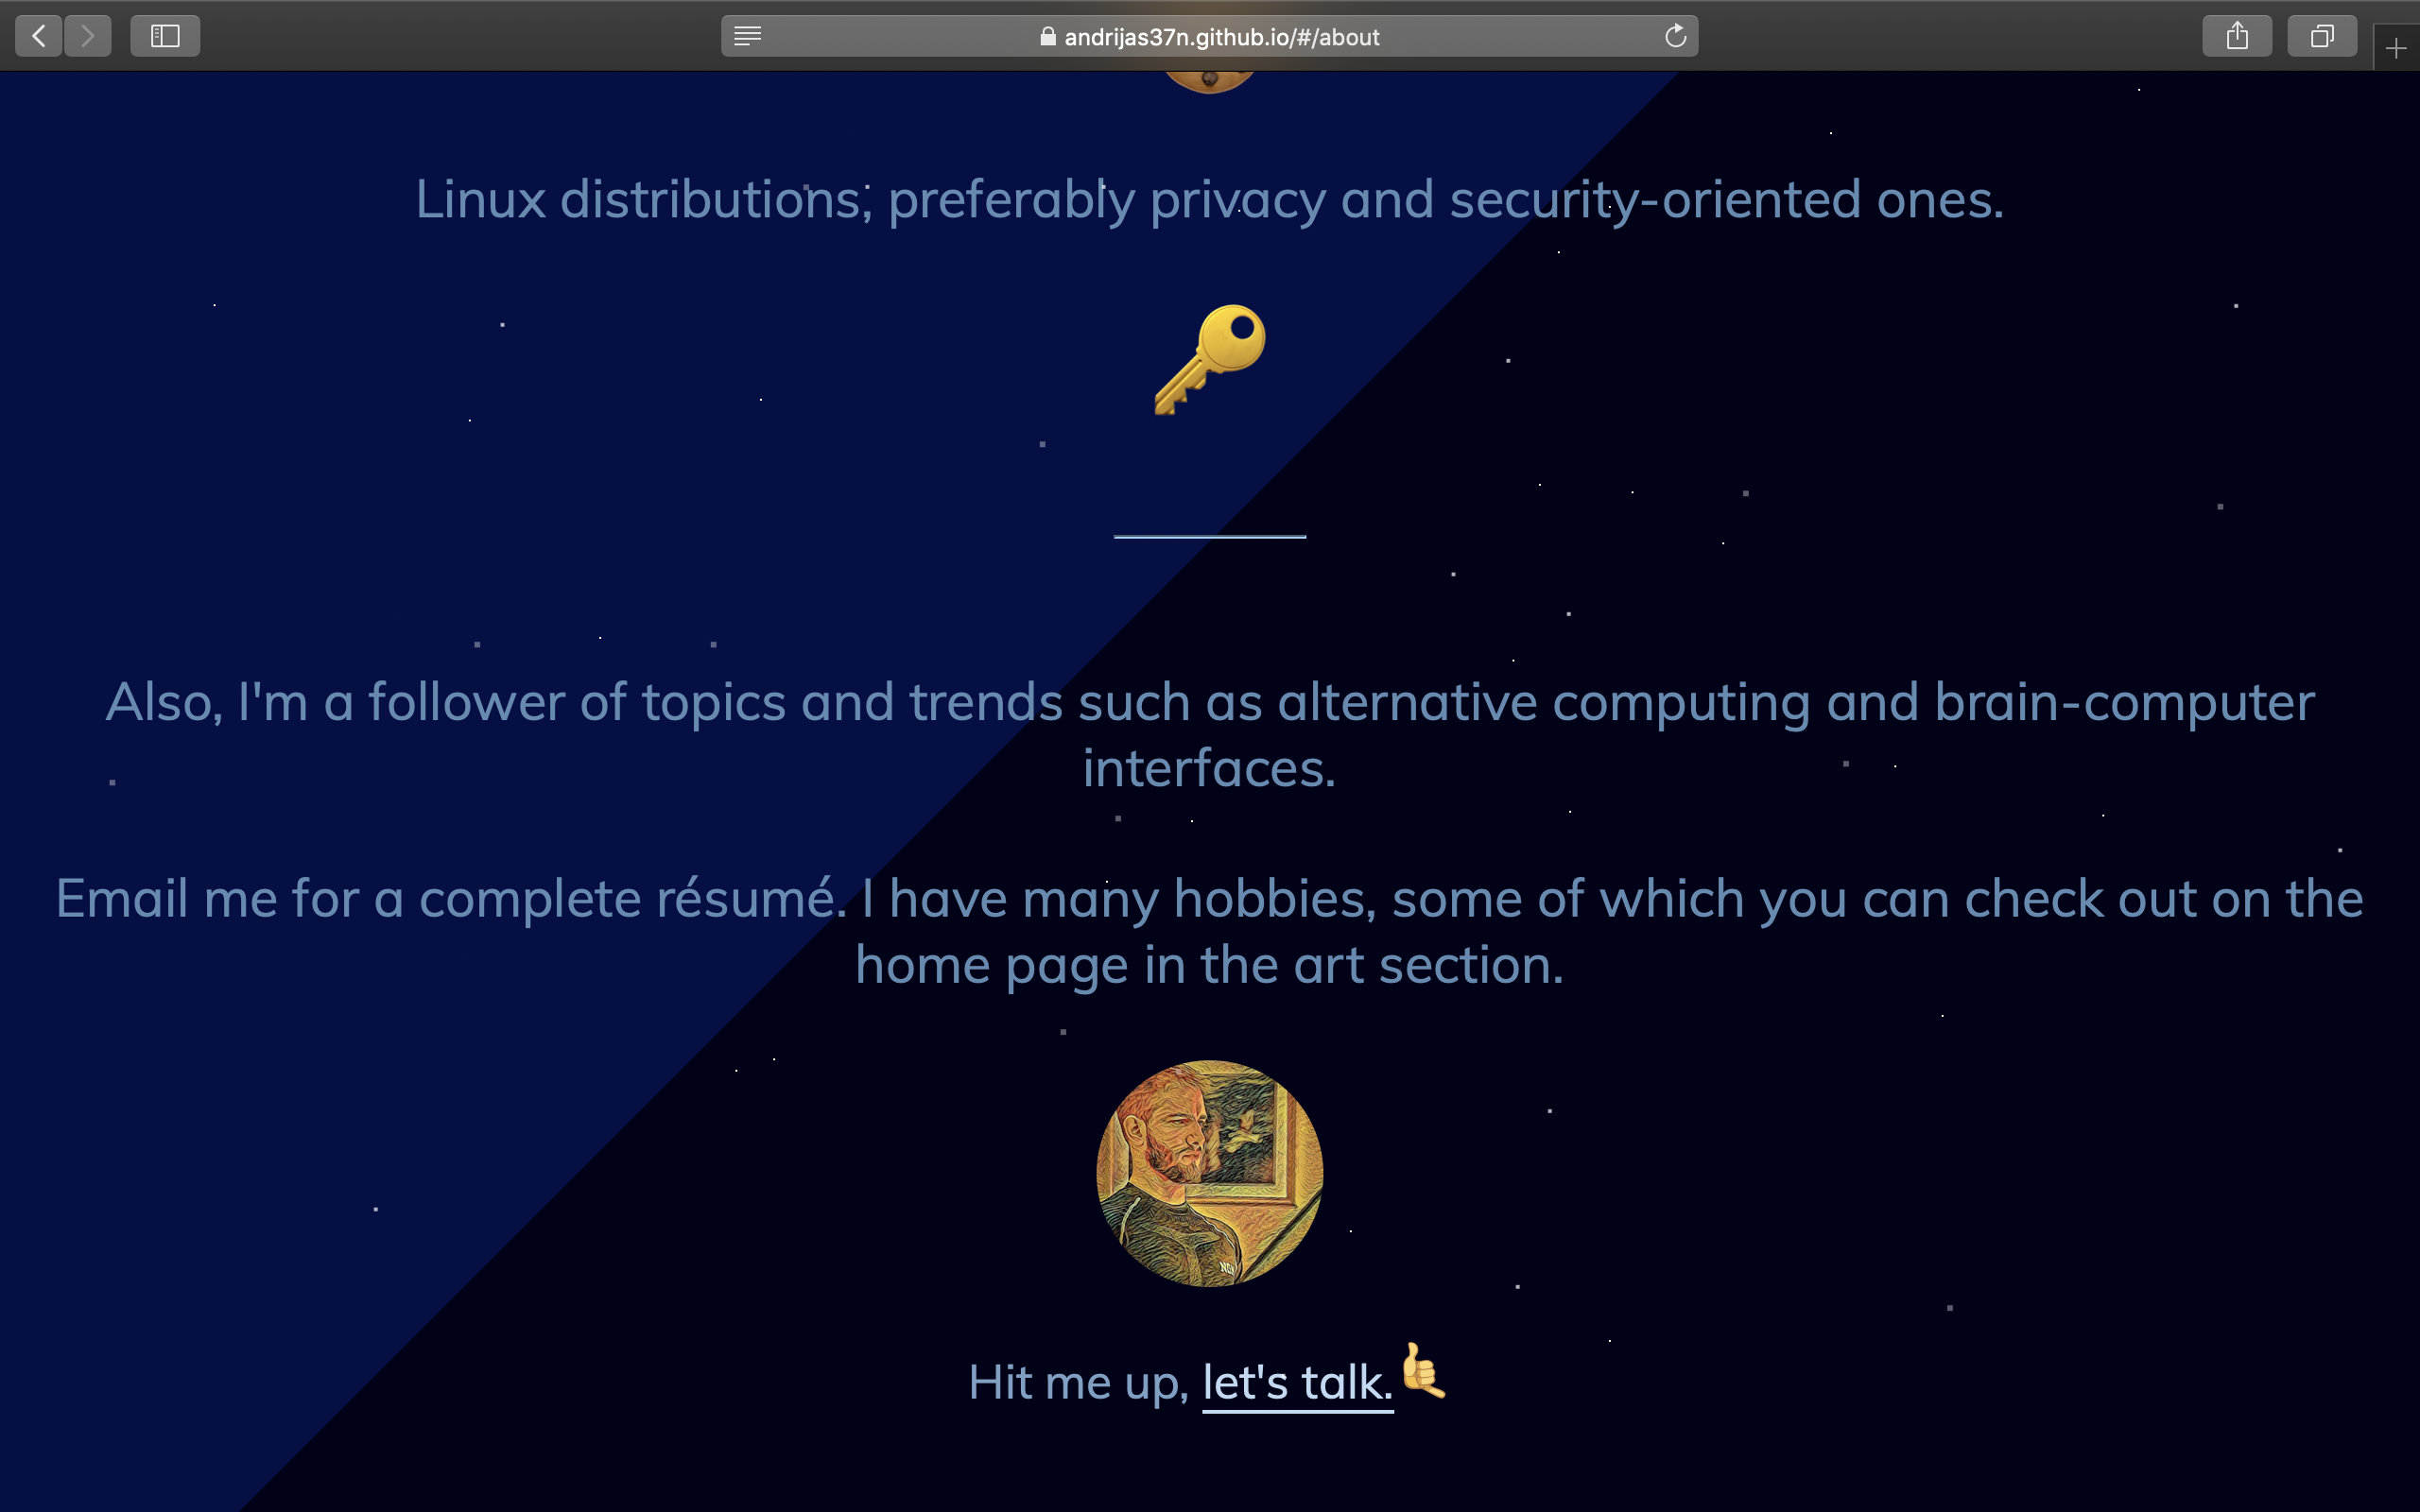 andrijas37n.github.io/#/about
Linux distributions; preferably privacy and security-oriented ones.
Also, I'm a follower of topics and trends such as alternative computing and brain-computer
interfaces.
Email me for a complete résumé. I have many hobbies, some of which you can check out on the
home page in the art section.
Hit me up, let's talk.